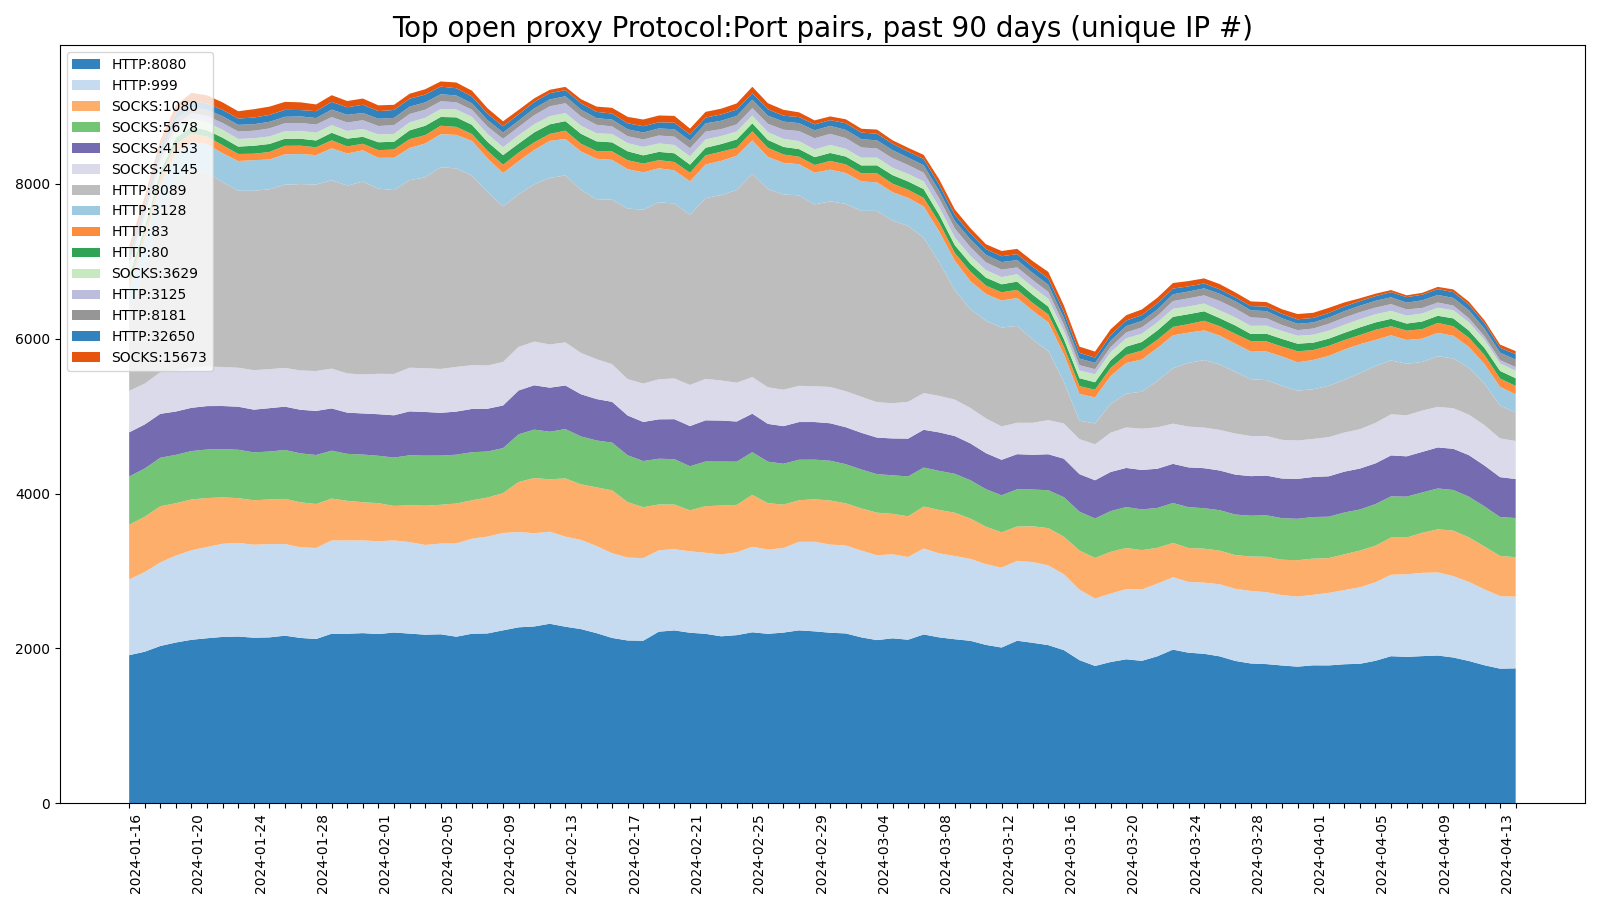 Top open proxy Protocol:Port pairs, past 90 days (unique IP #)
HTTP:8080
HTTP:999
SOCKS:1080
SOCKS:5678
SOCKS:4153
SOCKS:4145
HTTP:8089
HTTP:3128
HTTP:83
HTTP:80
SOCKS:3629
HTTP:3125
HTTP:8181
HTTP:32650
SOCKS:15673
8000
6000
4000
2000
0
2024-01-16
2024-01-20
2024-01-24
2024-01-28
2024-02-01
2024-02-05
2024-02-09
2024-02-13
2024-02-17
2024-02-21
2024-02-25
2024-02-29
2024-03-04
2024-03-08
2024-03-12
2024-03-16
2024-03-20
2024-03-24
2024-03-28
2024-04-01
2024-04-05
2024-04-09
2024-04-13